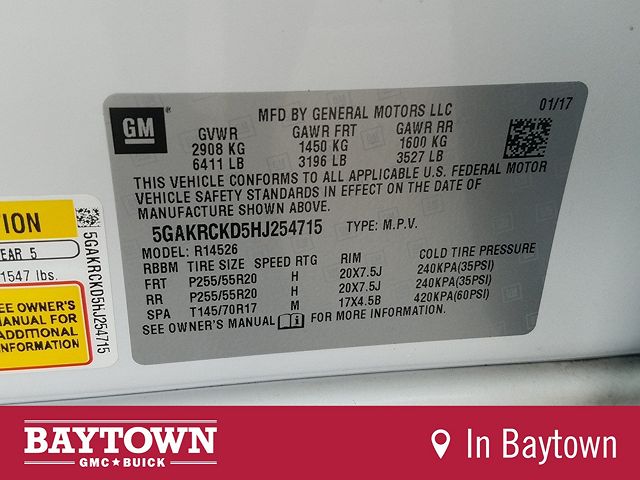 GM
MFD BY GENERAL MOTORS LLC 01/17
GVWR GAWR FRT GAWR RR
2908 KG 1450 KG 1600 KG
6411 LB 3196 LB 3527 LB
THIS VEHICLE CONFORMS TO ALL APPLICABLE U.S. FEDERAL MOTOR
VEHICLE SAFETY STANDARDS IN EFFECT ON THE DATE OF
MANUFACTURE SHOWN ABOVE.
5GAKRCKD5HJ254715 TYPE: M.P.V.
MODEL: R14526
RBBM TIRE SIZE SPEED RTG RIM COLD TIRE PRESSURE
FRT P255/55R20 H 20X7.5J 240KPA(35PSI)
RR P255/55R20 H 20X7.5J 240KPA(35PSI)
SPA T145/70R17 M 17X4.5B 420KPA(60PSI)
SEE OWNER'S MANUAL FOR MORE INFORMATION
TION
EAR 5
1547 lbs.
EE OWNER'S
MANUAL FOR
ADDITIONAL
INFORMATION
5GAKRCKD5HJ254715
BAYTOWN
GMC★BUICK
In Baytown